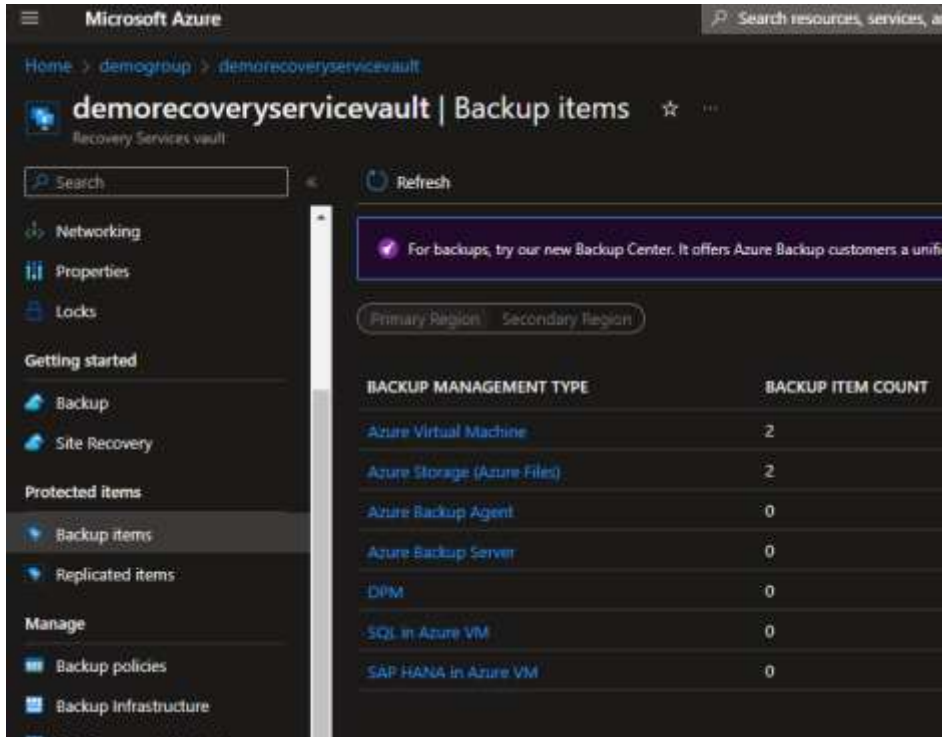 Microsoft Azure
Search resources, services, a
Home > demogroup > demorecoveryservicevault
demorecoveryservicevault | Backup items
Recovery Services vault
Search
Refresh
Networking
For backups, try our new Backup Center. It offers Azure Backup customers a unifi
Properties
Locks
Primary Region Secondary Region
Getting started
BACKUP MANAGEMENT TYPE BACKUP ITEM COUNT
Backup
Azure Virtual Machine 2
Site Recovery
Azure Storage (Azure Files) 2
Protected items
Azure Backup Agent 0
Backup items
Azure Backup Server 0
Replicated items
DPM 0
Manage
SQL in Azure VM 0
Backup policies
SAP HANA in Azure VM 0
Backup Infrastructure